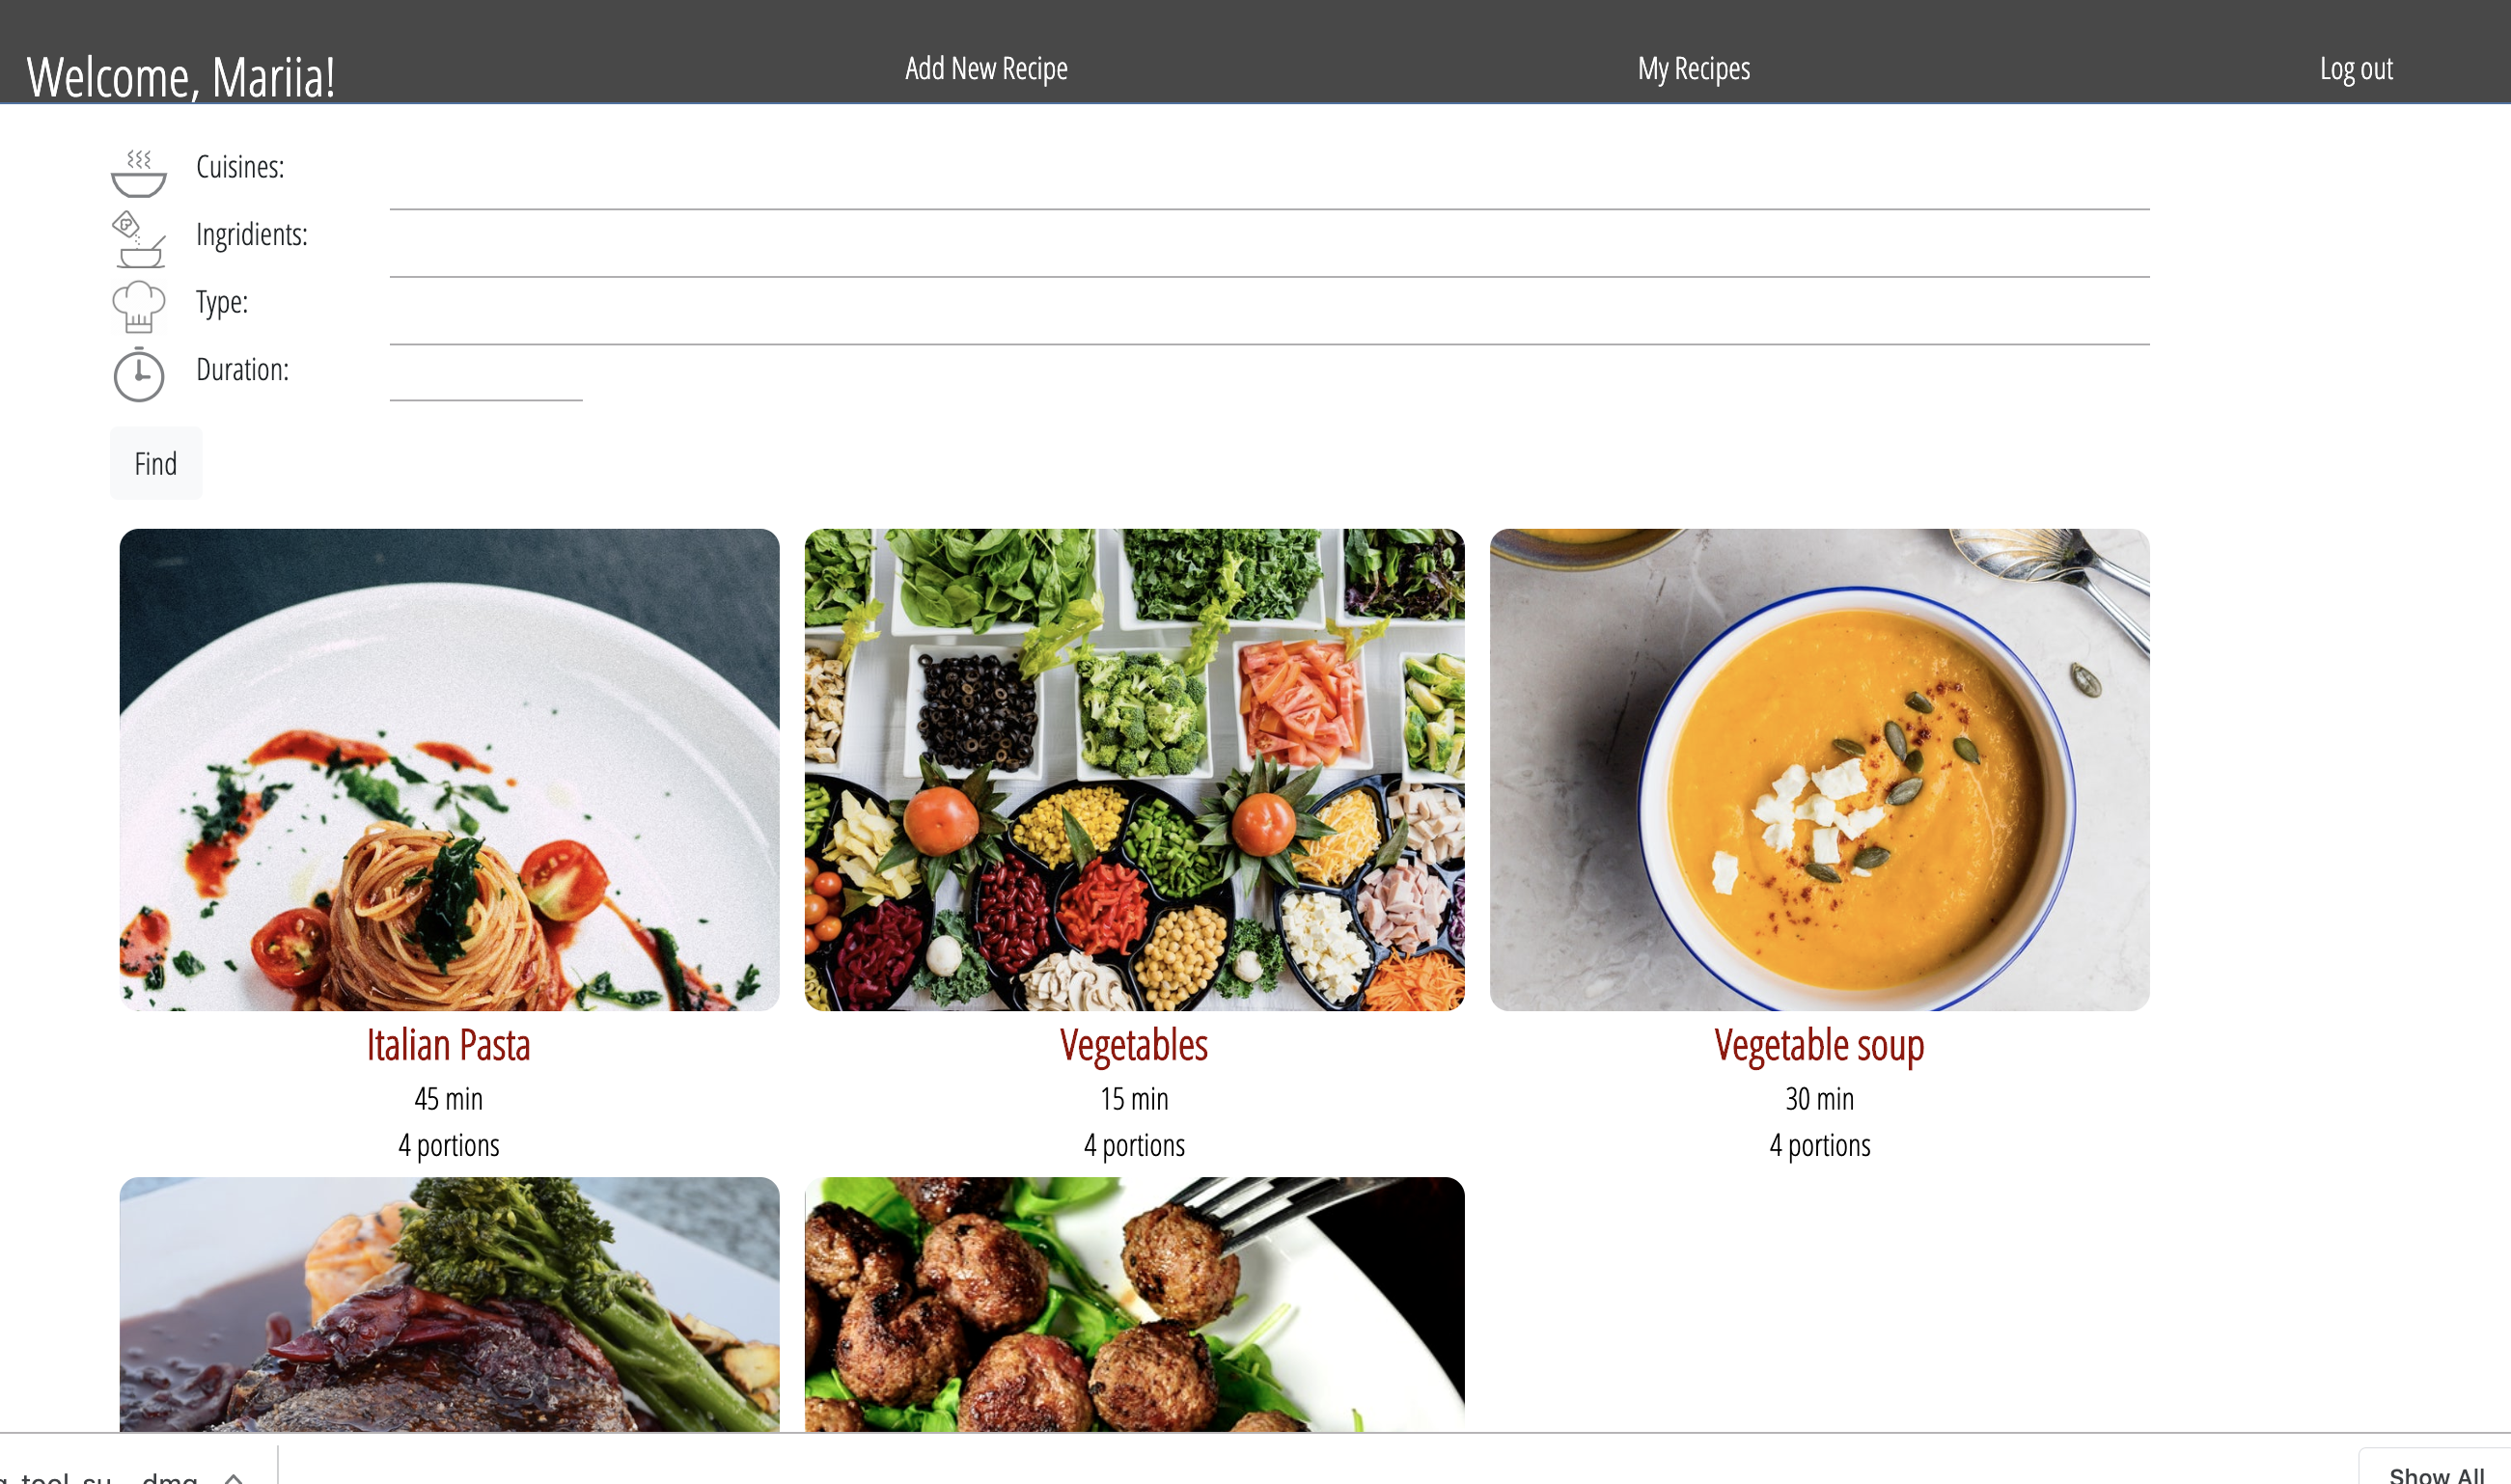 Welcome, Mariia!
Add New Recipe
My Recipes
Log out
Cuisines:
Ingridients:
Type:
Duration:
Find
Italian Pasta
45 min
4 portions
Vegetables
15 min
4 portions
Vegetable soup
30 min
4 portions
Show All